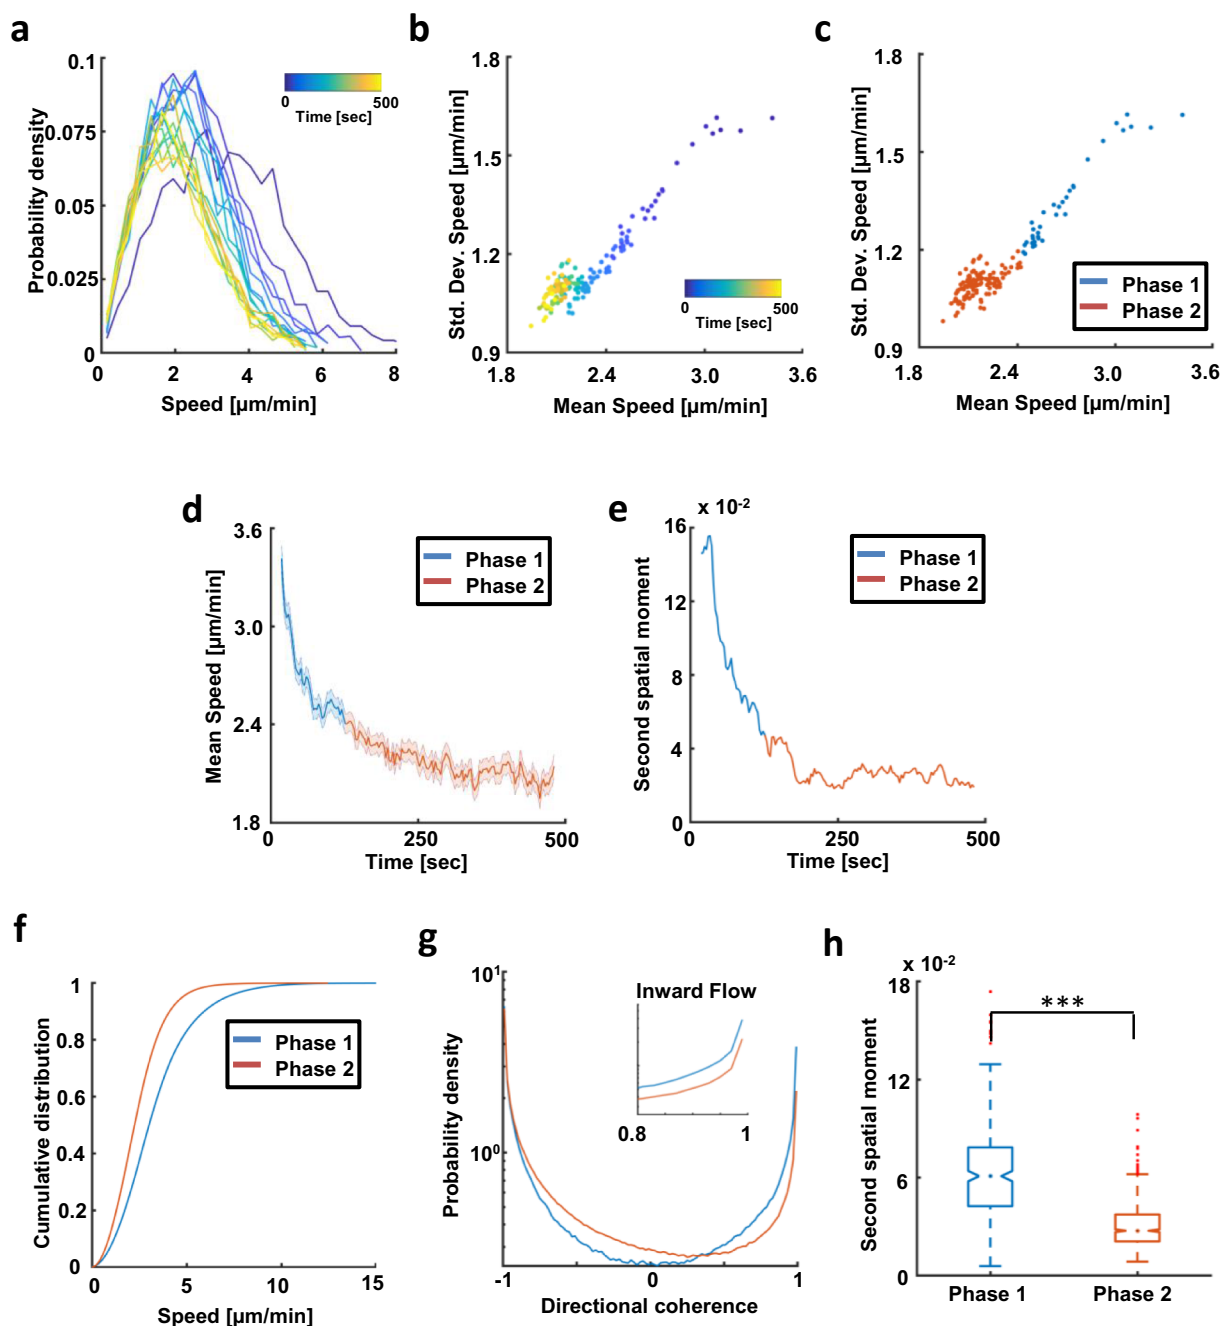 a
0.1
0.075
0.05
0.025
0
Probability density
0 2 4 6 8
Speed [µm/min]
0 500
Time [sec]
b
1.8
1.5
1.2
0.9
Std. Dev. Speed [µm/min]
1.8 2.4 3.0 3.6
Mean Speed [µm/min]
0 500
Time [sec]
c
1.8
1.5
1.2
0.9
Std. Dev. Speed [µm/min]
1.8 2.4 3.0 3.6
Mean Speed [µm/min]
Phase 1
Phase 2
d
3.6
3.0
2.4
1.8
Mean Speed [µm/min]
0 250 500
Time [sec]
Phase 1
Phase 2
e
x 10-2
16
12
8
4
0
Second spatial moment
0 250 500
Time [sec]
Phase 1
Phase 2
f
1
0.8
0.6
0.4
0.2
0
Cumulative distribution
0 5 10 15
Speed [µm/min]
Phase 1
Phase 2
g
10¹
10⁰
Probability density
-1 0 1
Directional coherence
Inward Flow
0.8 1
h
x 10-2
18
12
6
0
Second spatial moment
***
Phase 1 Phase 2